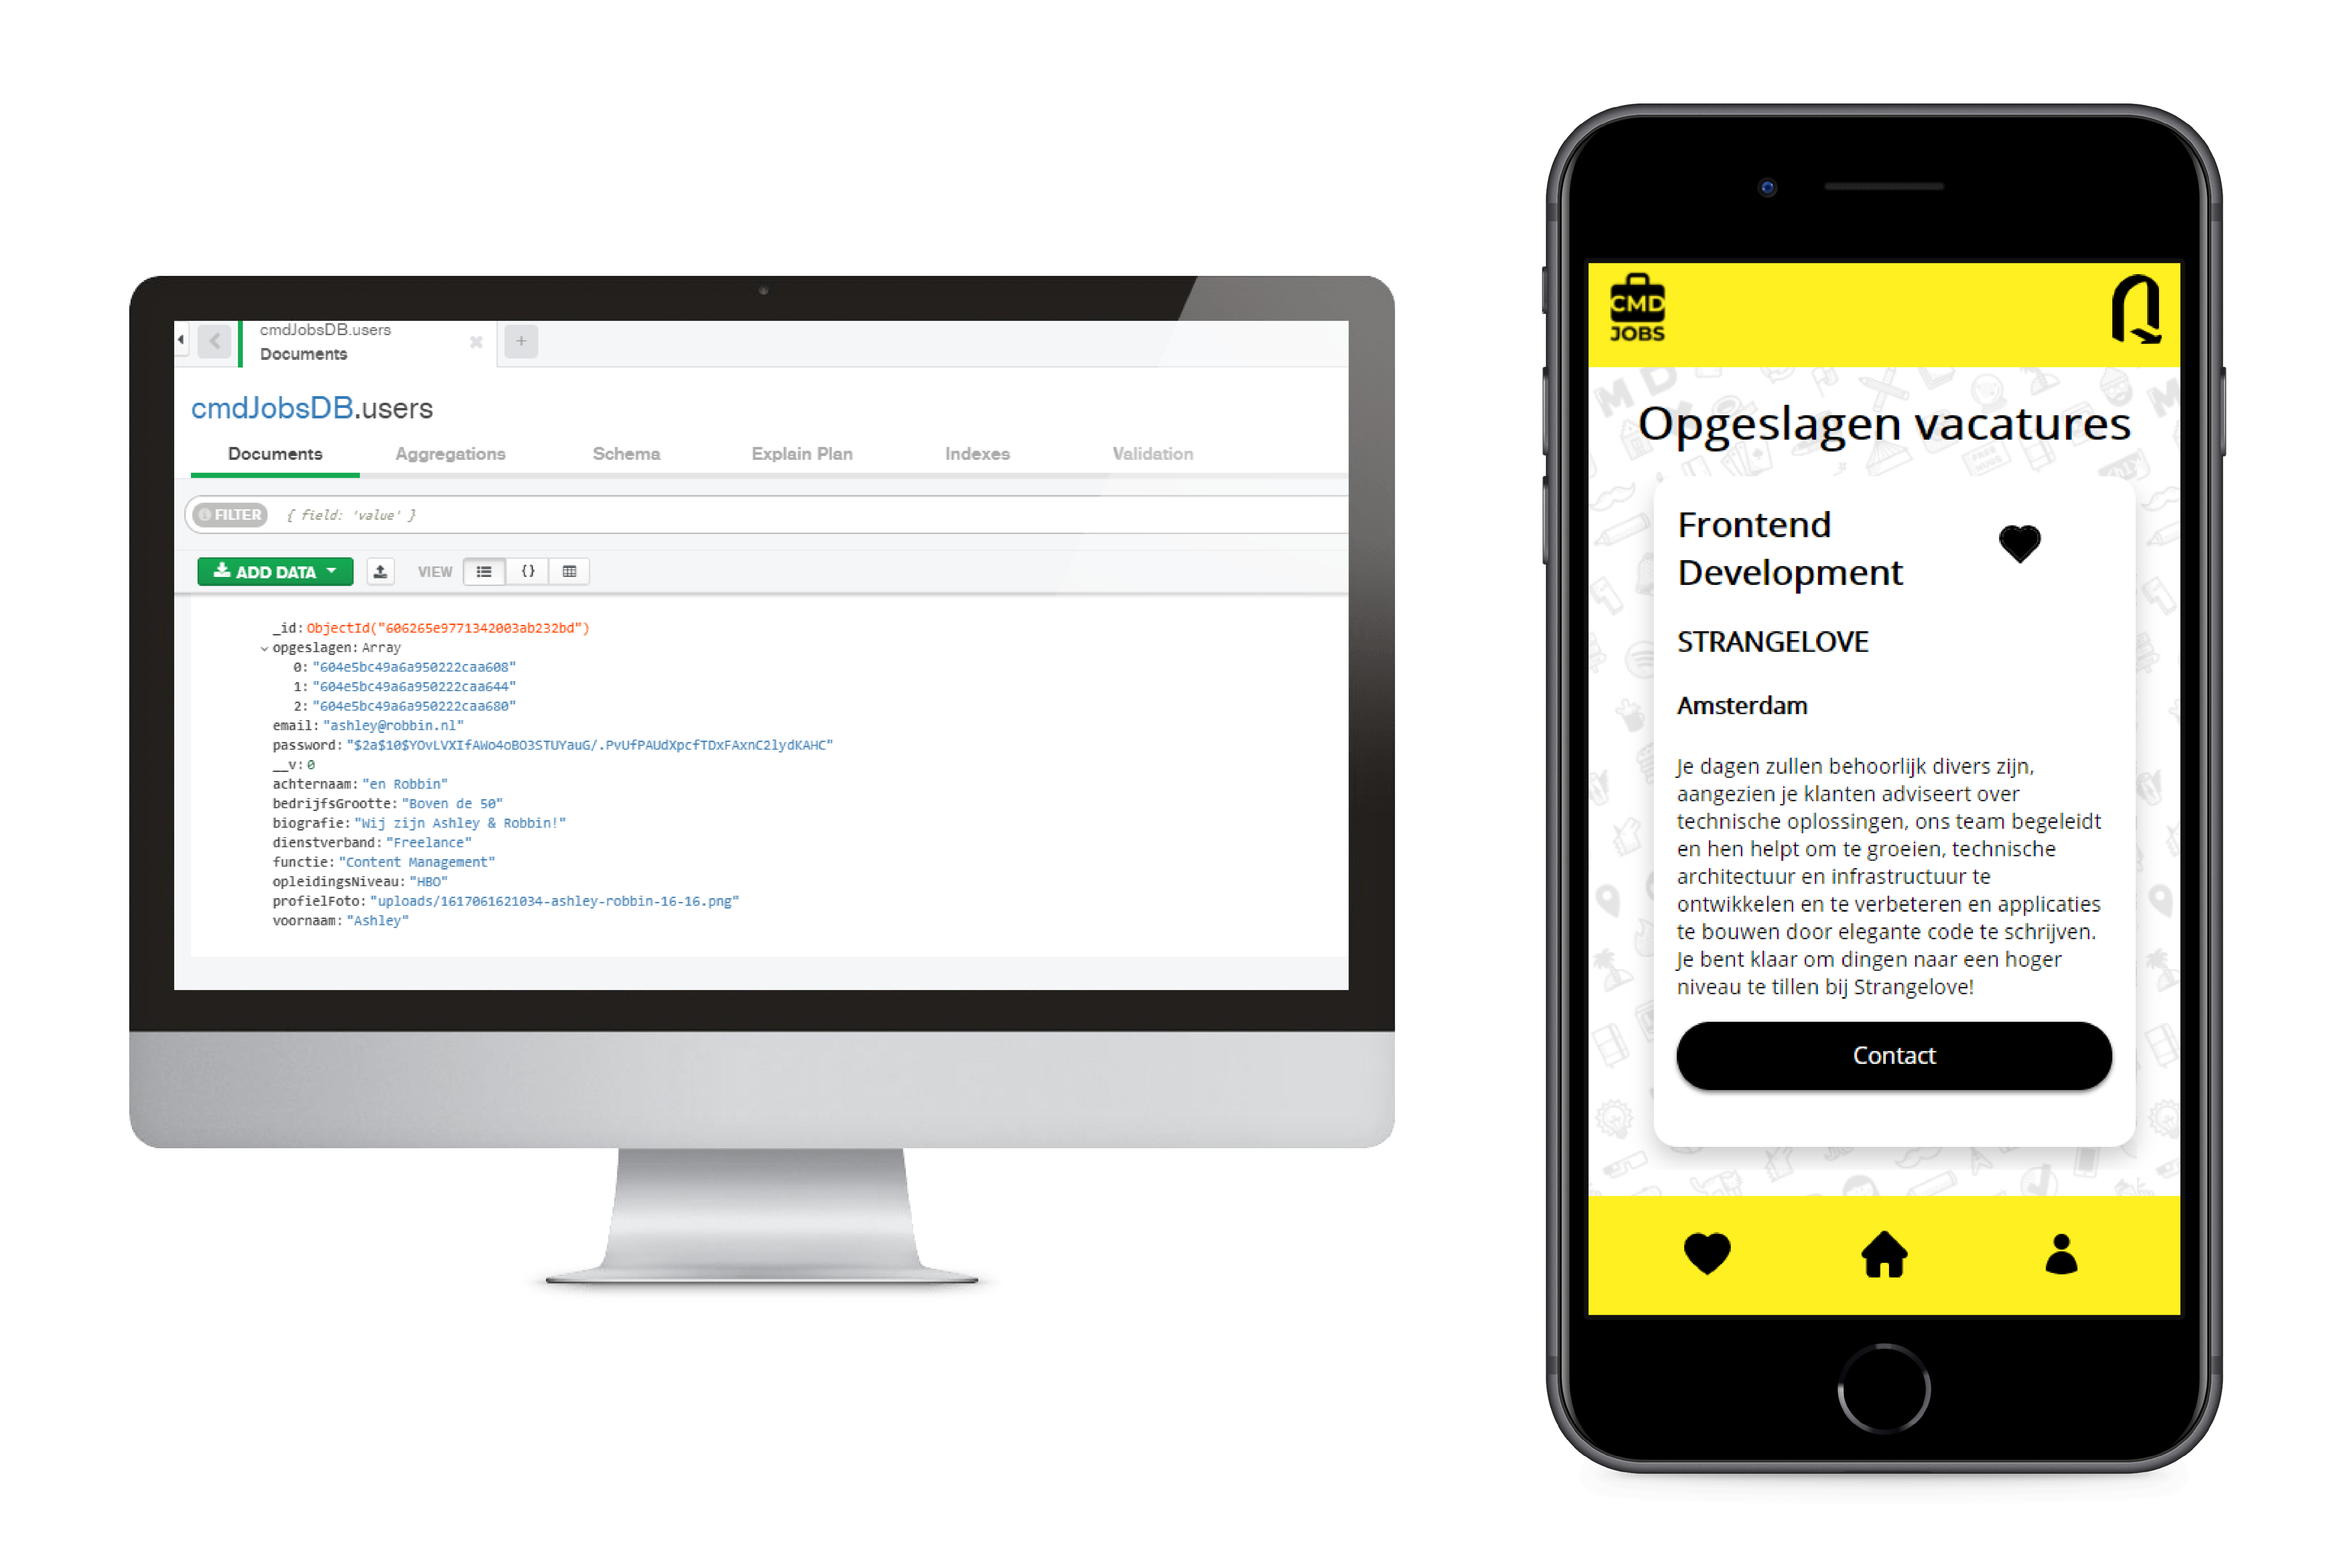 cmdJobsDB.users
Documents
cmdJobsDB.users
Documents Aggregations Schema Explain Plan Indexes Validation
FILTER { field: 'value' }
ADD DATA VIEW {}
_id: ObjectId("606265e9771342003ab232bd")
opgeslagen: Array
0: "604e5bc49a6a950222caa608"
1: "604e5bc49a6a950222caa644"
2: "604e5bc49a6a950222caa680"
email: "ashley@robbin.nl"
password: "$2a$10$YOvLVXIfAWo4oBO3STUYauG/.PvUfPAUdXpcfTDxFAxnC2lydKAHC"
__v: 0
achternaam: "en Robbin"
bedrijfsGrootte: "Boven de 50"
biografie: "Wij zijn Ashley & Robbin!"
dienstverband: "Freelance"
functie: "Content Management"
opleidingsNiveau: "HBO"
profielFoto: "uploads/1617061621034-ashley-robbin-16-16.png"
voornaam: "Ashley"
CMD
JOBS
Opgeslagen vacatures
Frontend
Development
STRANGELOVE
Amsterdam
Je dagen zullen behoorlijk divers zijn,
aangezien je klanten adviseert over
technische oplossingen, ons team begeleidt
en hen helpt om te groeien, technische
architectuur en infrastructuur te
ontwikkelen en te verbeteren en applicaties
te bouwen door elegante code te schrijven.
Je bent klaar om dingen naar een hoger
niveau te tillen bij Strangelove!
Contact